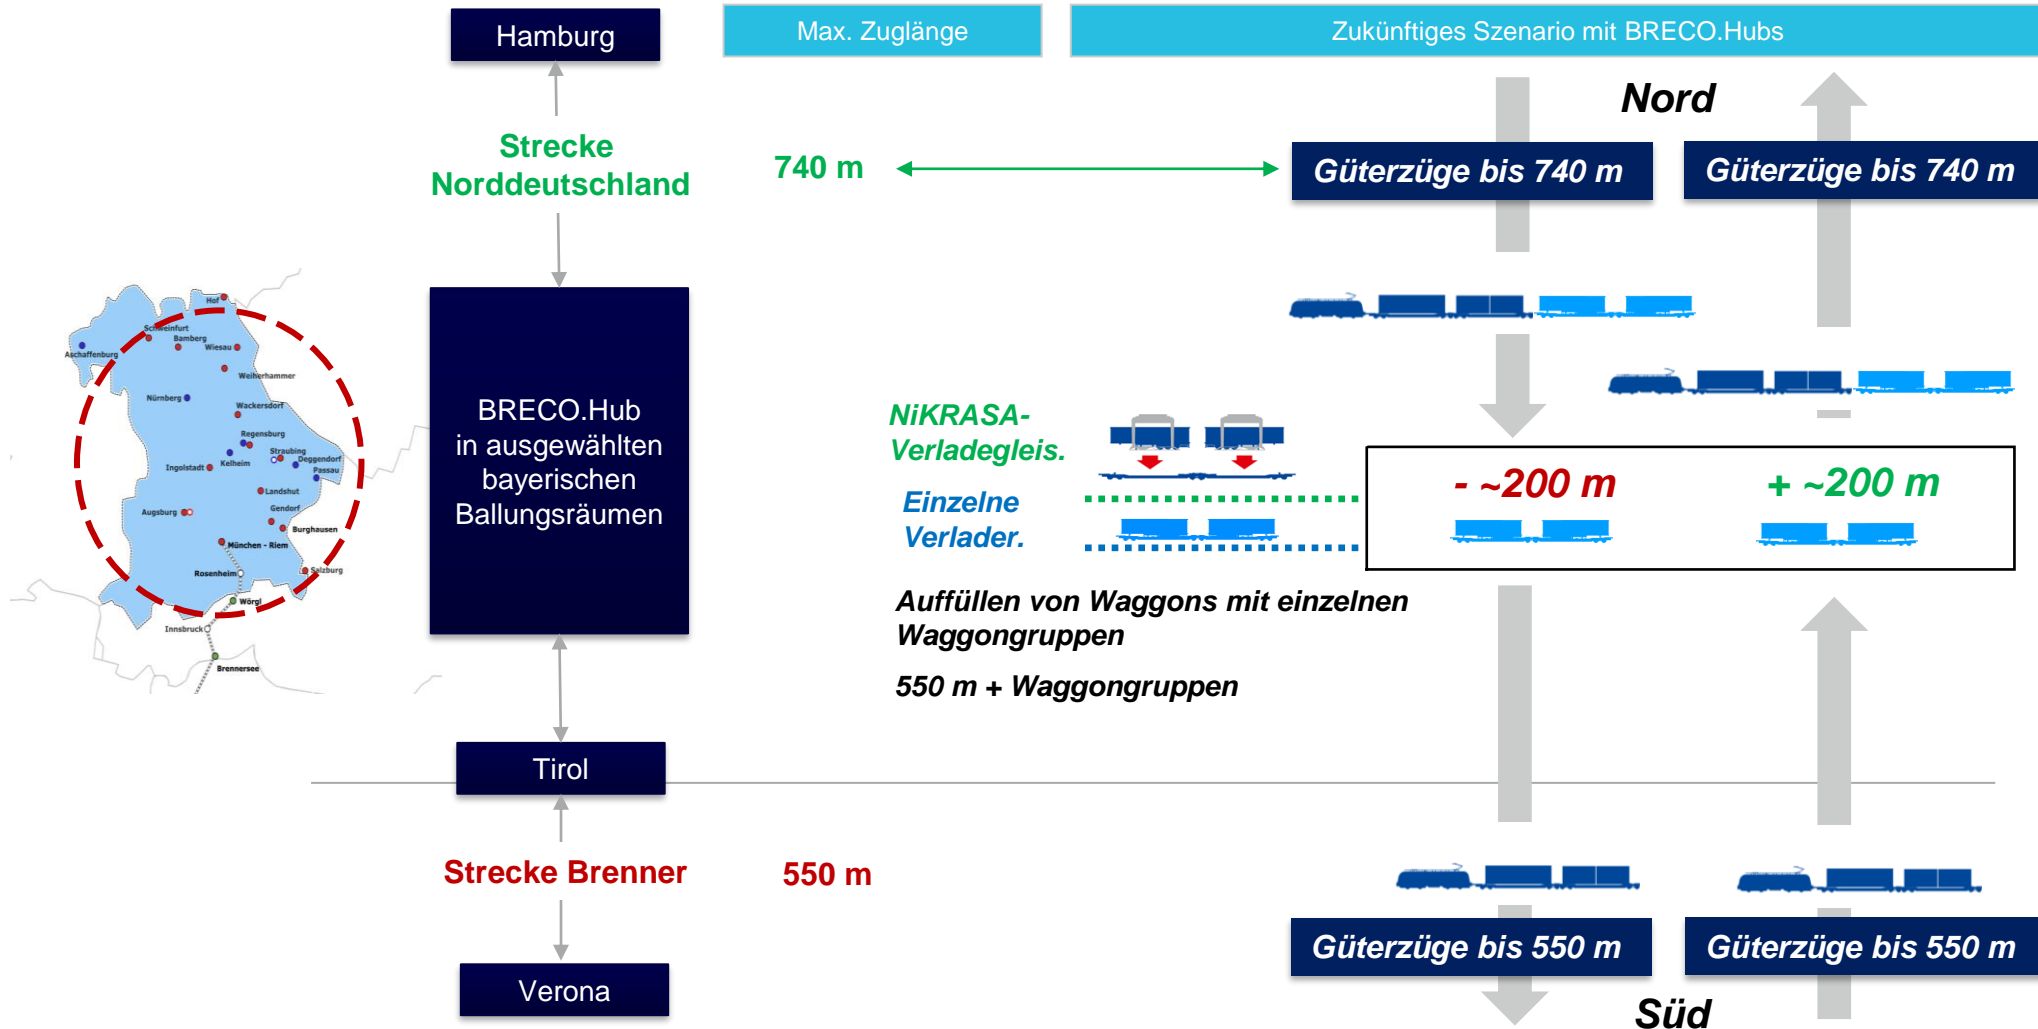 Hamburg
Max. Zuglänge
Zukünftiges Szenario mit BRECO.Hubs
Nord
Strecke
Norddeutschland
740 m
Güterzüge bis 740 m
Güterzüge bis 740 m
Hof
Schweinfurt
Bamberg
Aschaffenburg
Wiesau
Weiherhammer
Nürnberg
Wackersdorf
Regensburg
Straubing
Kelheim
Deggendorf
Ingolstadt
Passau
Landshut
Augsburg
Gendorf
Burghausen
München - Riem
Rosenheim
Salzburg
Wörgl
Innsbruck
Brennersee
BRECO.Hub
in ausgewählten
bayerischen
Ballungsräumen
NiKRASA-
Verladegleis.
Einzelne
Verlader.
- ~200 m
+ ~200 m
Auffüllen von Waggons mit einzelnen
Waggongruppen
550 m + Waggongruppen
Tirol
Strecke Brenner
550 m
Güterzüge bis 550 m
Güterzüge bis 550 m
Verona
Süd